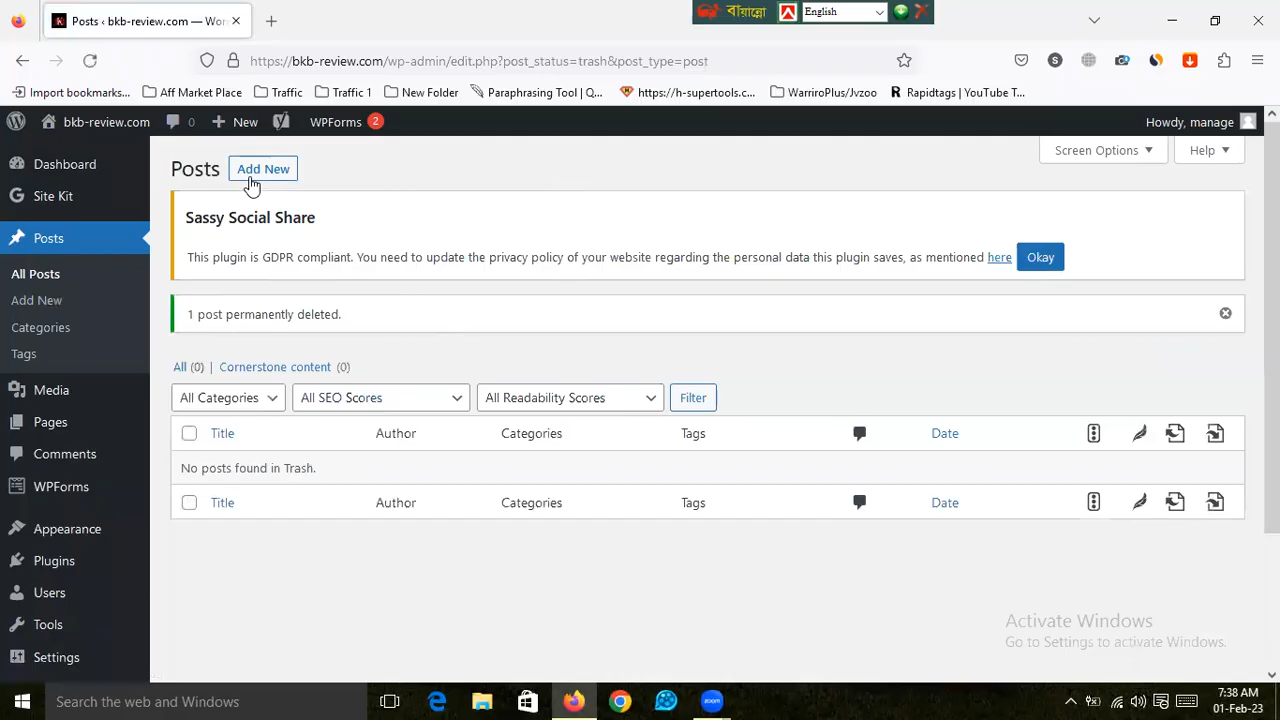 Posts ‹ bkb-review.com — Wor
বায়ান্নো
English
https://bkb-review.com/wp-admin/edit.php?post_status=trash&post_type=post
Import bookmarks...
Aff Market Place
Traffic
Traffic 1
New Folder
Paraphrasing Tool | Q...
https://h-supertools.c...
WarriroPlus/Jvzoo
Rapidtags | YouTube T...
bkb-review.com
0
New
WPForms
2
Howdy, manage
Dashboard
Site Kit
Posts
All Posts
Add New
Categories
Tags
Media
Pages
Comments
WPForms
Appearance
Plugins
Users
Tools
Settings
Posts
Add New
Screen Options
Help
Sassy Social Share
This plugin is GDPR compliant. You need to update the privacy policy of your website regarding the personal data this plugin saves, as mentioned here
Okay
1 post permanently deleted.
All (0) | Cornerstone content (0)
All Categories
All SEO Scores
All Readability Scores
Filter
Title
Author
Categories
Tags
Date
No posts found in Trash.
Title
Author
Categories
Tags
Date
Activate Windows
Go to Settings to activate Windows.
Search the web and Windows
zoom
7:38 AM
01-Feb-23